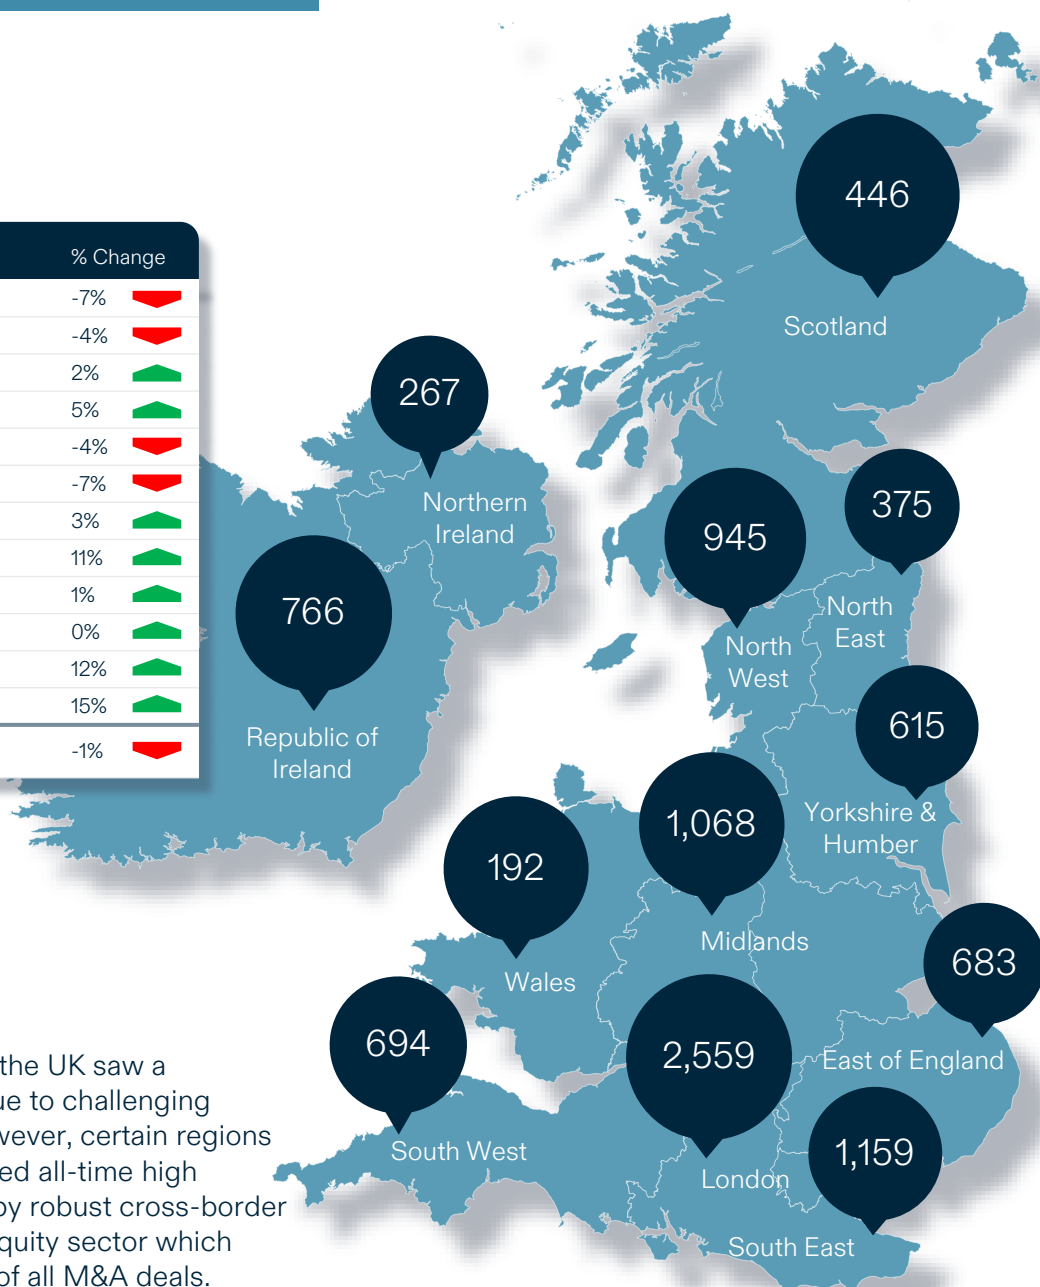 % Change
-7%
-4%
2%
5%
-4%
-7%
3%
11%
1%
0%
12%
15%
-1%
446
Scotland
267
Northern
Ireland
766
Republic of
Ireland
945
North
West
375
North
East
615
Yorkshire &
Humber
1,068
Midlands
192
Wales
683
East of England
694
South West
2,559
London
1,159
South East
the UK saw a
ue to challenging
wever, certain regions
ed all-time high
by robust cross-border
quity sector which
of all M&A deals.